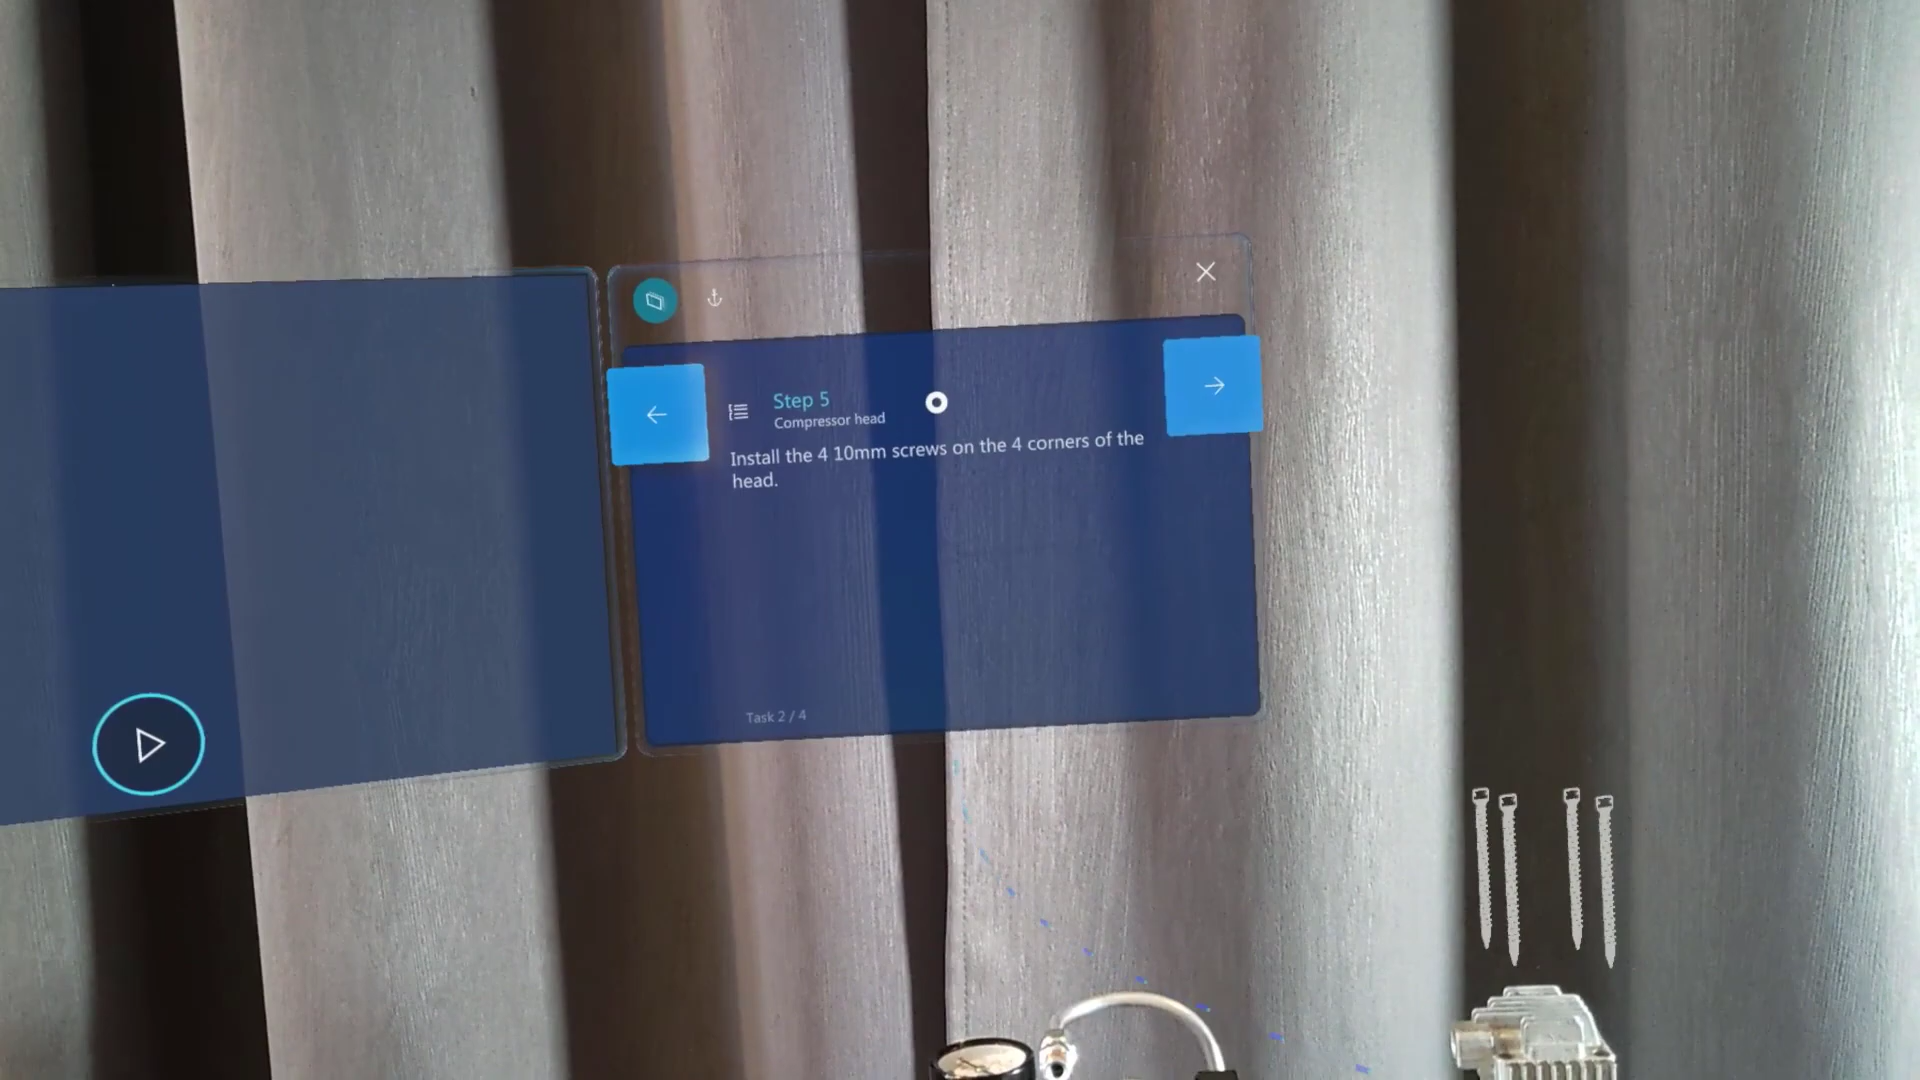 Step 5
Compressor head
Install the 4 10mm screws on the 4 corners of the
head.
Task 2 / 4